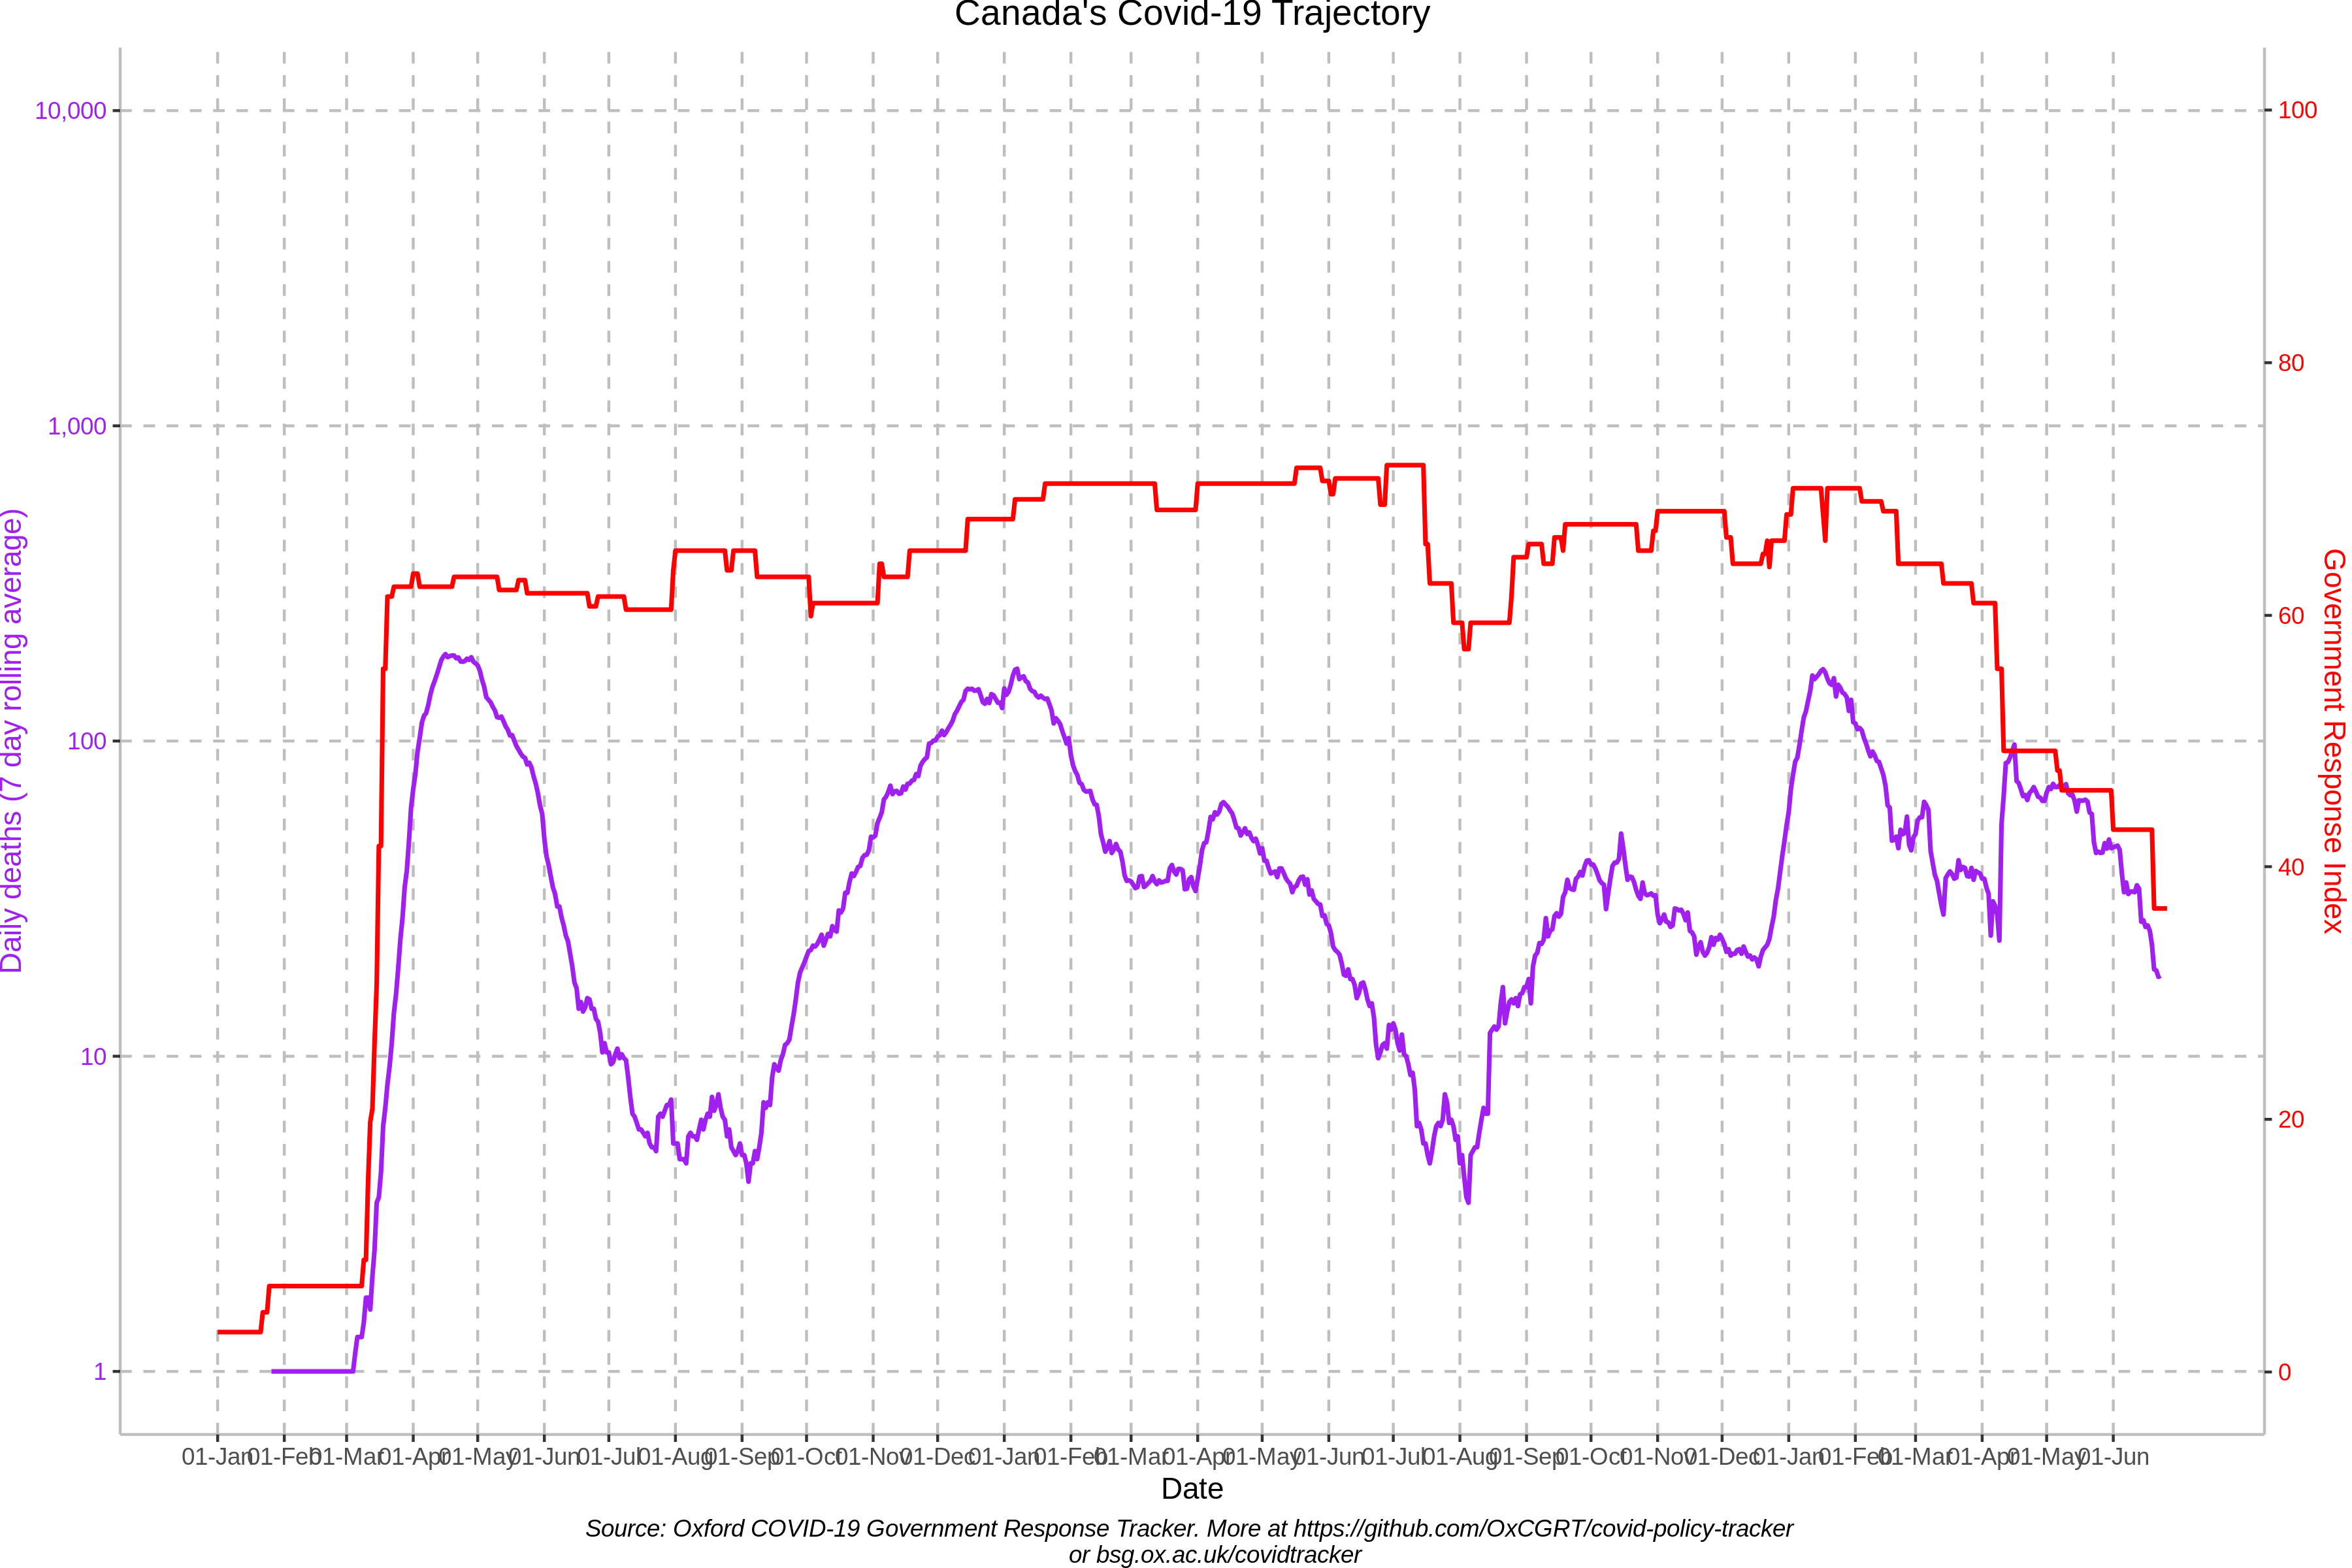 Canada's Covid-19 Trajectory
10,000
1,000
100
10
1
Daily deaths (7 day rolling average)
100
80
60
40
20
0
Government Response Index
01-Jan
01-Feb
01-Mar
01-Apr
01-May
01-Jun
01-Jul
01-Aug
01-Sep
01-Oct
01-Nov
01-Dec
01-Jan
01-Feb
01-Mar
01-Apr
01-May
01-Jun
01-Jul
01-Aug
01-Sep
01-Oct
01-Nov
01-Dec
01-Jan
01-Feb
01-Mar
01-Apr
01-May
01-Jun
Date
Source: Oxford COVID-19 Government Response Tracker. More at https://github.com/OxCGRT/covid-policy-tracker
or bsg.ox.ac.uk/covidtracker